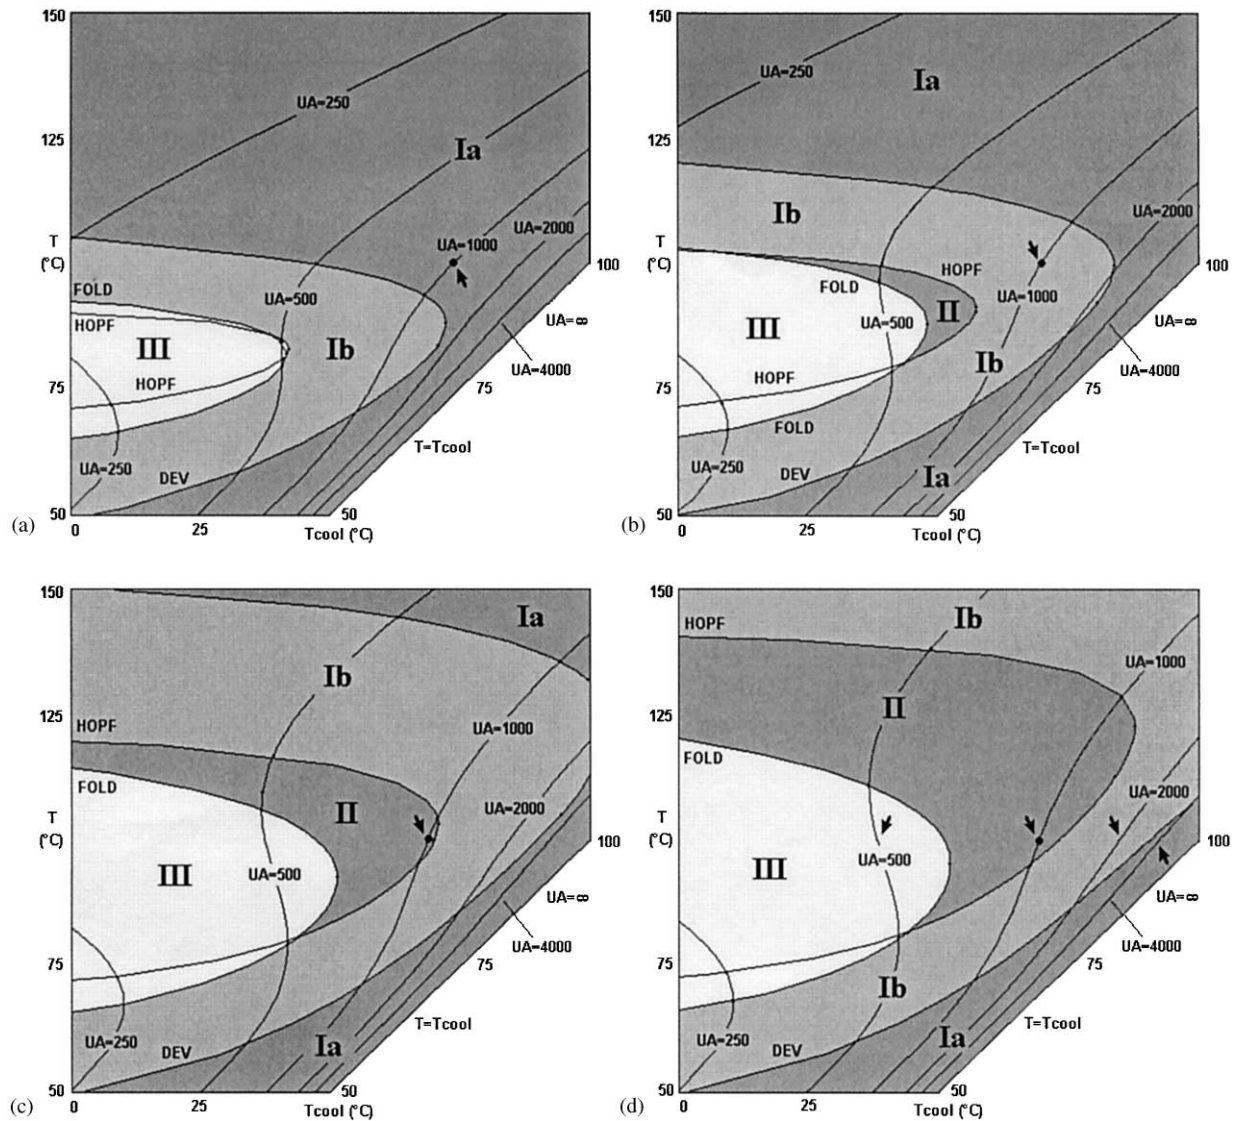 150
Ia
UA=250
125
UA=1000
UA=2000
T
(°C)
100
FOLD
UA=500
HOPF
UA=∞
III
Ib
HOPF
UA=4000
75
75
T=Tcool
UA=250
DEV
(a)
50
50
0
25
Tcool (°C)
150
UA=250
Ia
125
Ib
UA=2000
T
(°C)
HOPF
100
FOLD
UA=1000
II
UA=∞
III
UA=500
Ib
UA=4000
HOPF
75
75
FOLD
T=Tcool
UA=250
DEV
Ia
(b)
50
50
0
25
Tcool (°C)
150
Ia
Ib
125
HOPF
UA=1000
FOLD
UA=2000
T
(°C)
II
100
III
UA=500
UA=∞
UA=4000
75
75
T=Tcool
UA=250
DEV
Ia
(c)
50
50
0
25
Tcool (°C)
150
HOPF
Ib
UA=1000
125
II
FOLD
UA=2000
T
(°C)
100
III
UA=500
UA=∞
UA=4000
75
75
Ib
T=Tcool
UA=250
DEV
Ia
(d)
50
50
0
25
Tcool (°C)